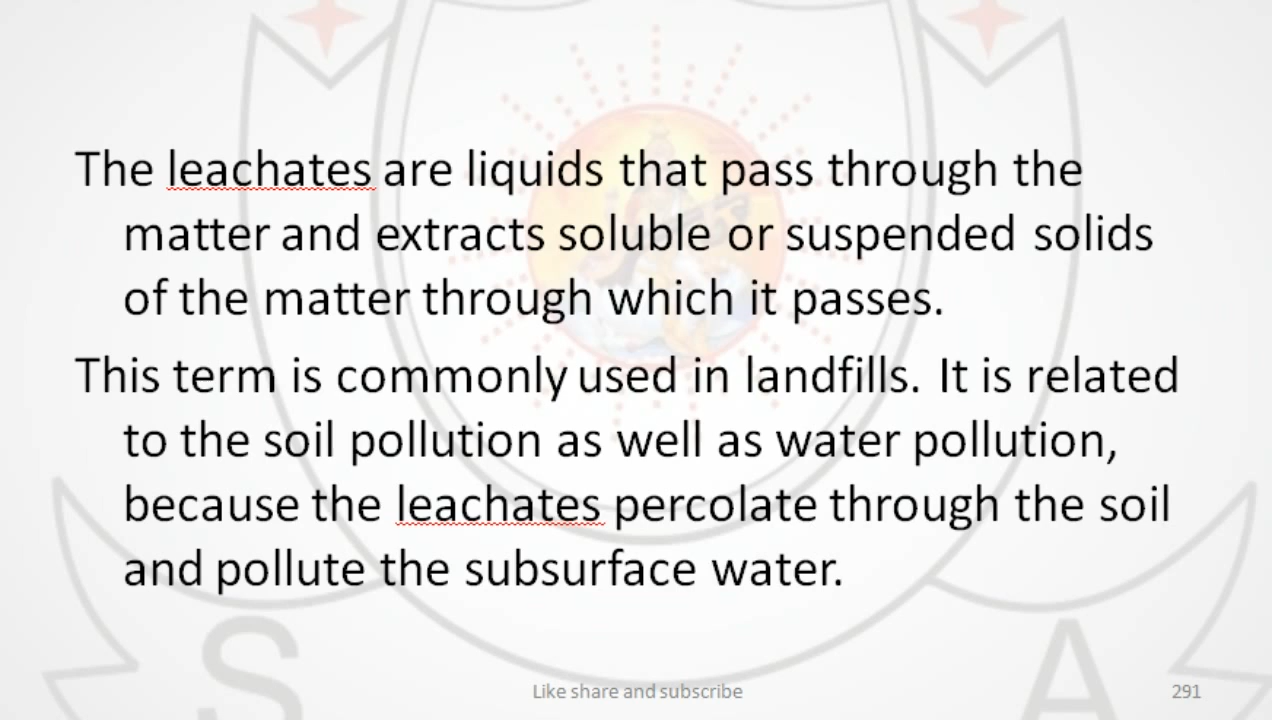 The leachates are liquids that pass through the
matter and extracts soluble or suspended solids
of the matter through which it passes.
This term is commonly used in landfills. It is related
to the soil pollution as well as water pollution,
because the leachates percolate through the soil
and pollute the subsurface water.
S A
Like share and subscribe 291